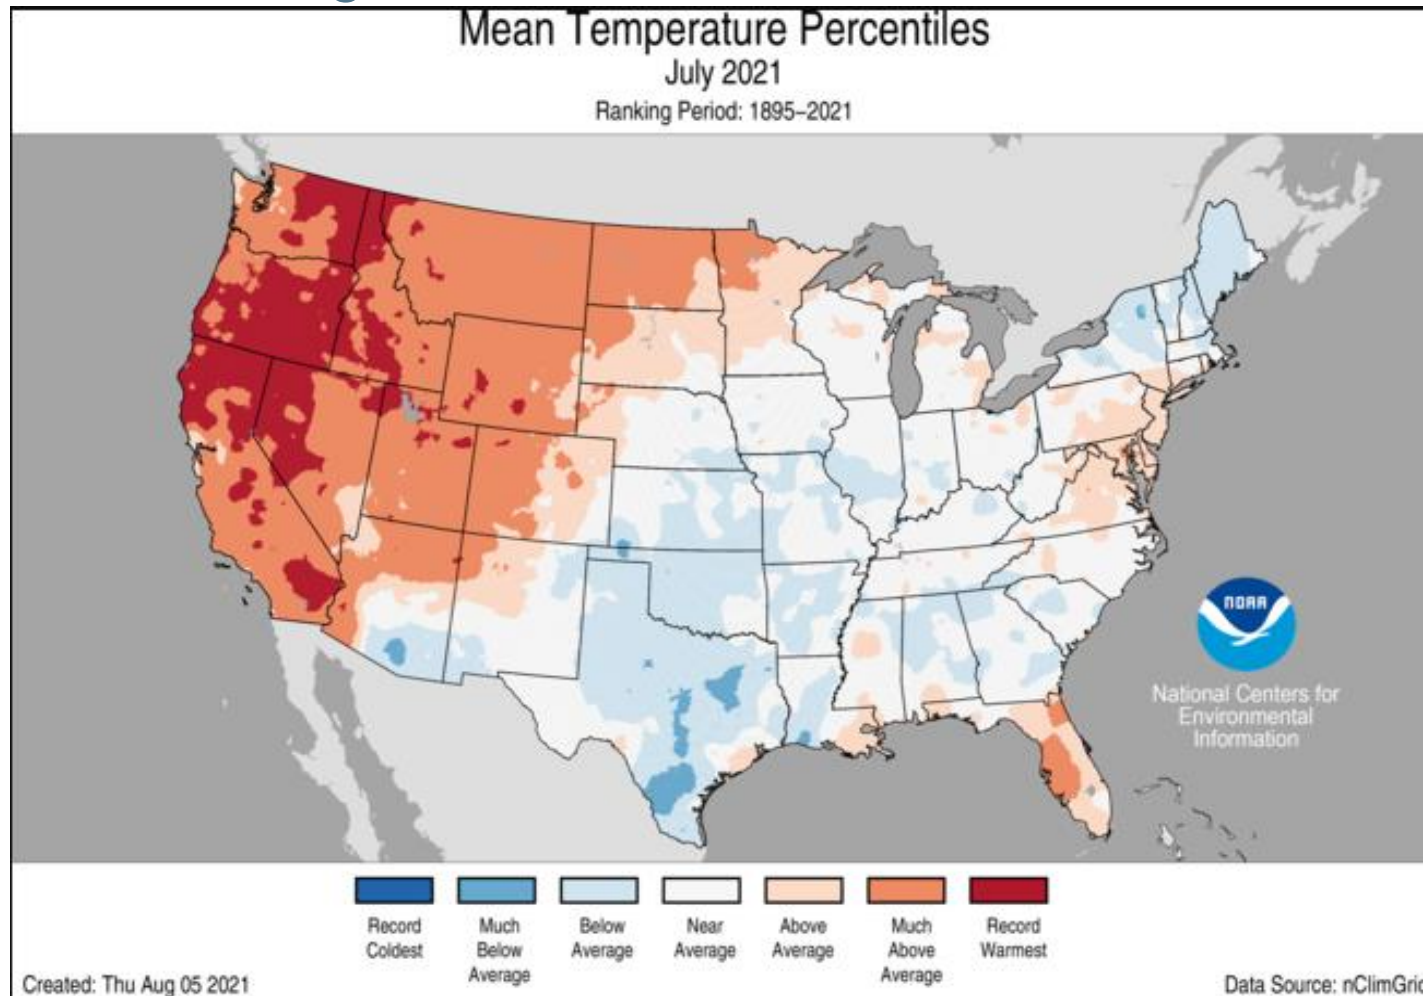 Mean Temperature Percentiles
July 2021
Ranking Period: 1895–2021
NOAA
National Centers for
Environmental
Information
Record
Coldest
Much
Below
Average
Below
Average
Near
Average
Above
Average
Much
Above
Average
Record
Warmest
Created: Thu Aug 05 2021
Data Source: nClimGrid